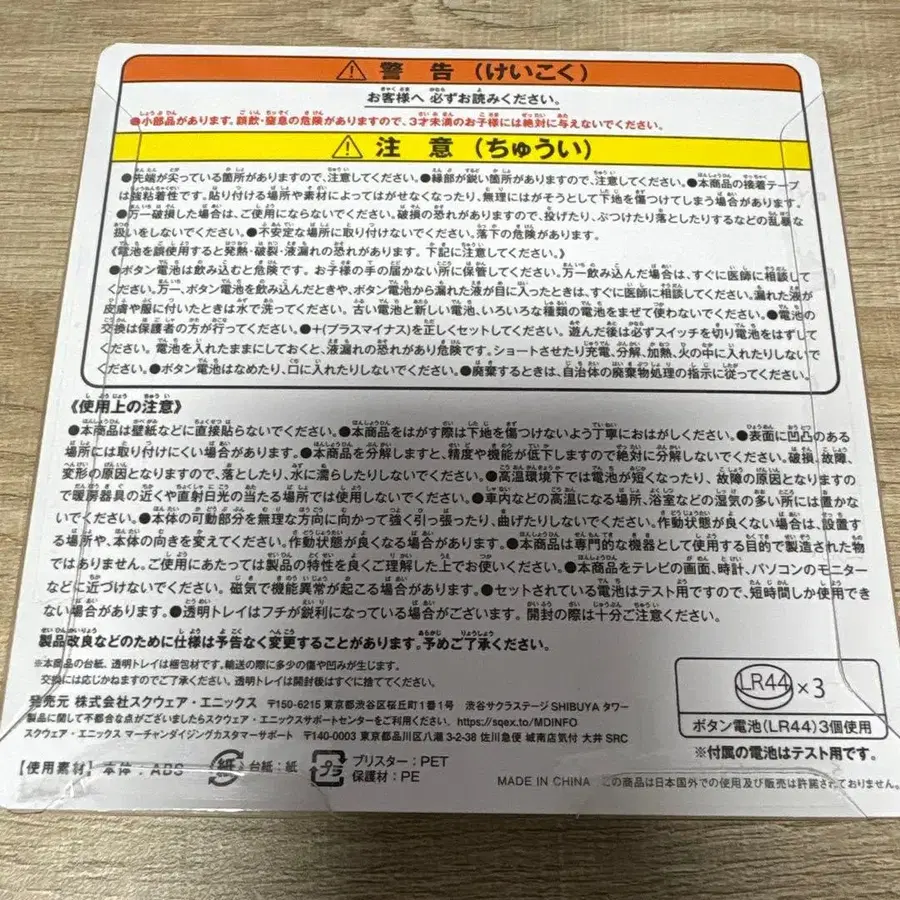 ⚠ 警告 (けいこく)
お客様へ 必ずお読みください。
●小部品があります。誤飲・窒息の危険がありますので、3才未満のお子様には絶対に与えないでください。
⚠ 注意 (ちゅうい)
●先端が尖っている箇所がありますので、注意してください。●縁部が鋭い箇所がありますので、注意してください。●本商品の接着テープ
は強粘着性です。貼り付ける場所や素材によってはがせなくなったり、無理にはがそうとして下地を傷つけてしまう場合があります。
●万一破損した場合は、ご使用にならないでください。破損の恐れがありますので、投げたり、ぶつけたり落としたりするなどの乱暴な
扱いをしないでください。●不安定な場所に取り付けないでください。落下の危険があります。
《電池を誤使用すると発熱・破裂・液漏れの恐れがあります。下記に注意してください。》
●ボタン電池は飲み込むと危険です。お子様の手の届かない所に保管してください。万一飲み込んだ場合は、すぐに医師に相談して
ください。万一、ボタン電池を飲み込んだときや、ボタン電池から漏れた液が目に入ったときは、すぐに医師に相談してください。漏れた液が
皮膚や服に付いたときは水で洗ってください。古い電池と新しい電池、いろいろな種類の電池をまぜて使わないでください。●電池の
交換は保護者の方が行ってください。●+(プラスマイナス)を正しくセットしてください。遊んだ後は必ずスイッチを切り電池をはずして
ください。電池を入れたままにしておくと、液漏れの恐れがあり危険です。ショートさせたり充電、分解、加熱、火の中に入れたりしないで
ください。●ボタン電池はなめたり、口に入れたりしないでください。●廃棄するときは、自治体の廃棄物処理の指示に従ってください。
《使用上の注意》
●本商品は壁紙などに直接貼らないでください。●本商品をはがす際は下地を傷つけないよう丁寧におはがしください。●表面に凹凸のある
場所には取り付けにくい場合があります。●本商品を分解しますと、精度や機能が低下しますので絶対に分解しないでください。破損、故障、
変形の原因となりますので、落としたり、水に濡らしたりしないでください。●高温環境下では電池が短くなったり、故障の原因となりますの
で暖房器具の近くや直射日光の当たる場所では使用しないでください。●車内などの高温になる場所、浴室などの湿気の多い所には置かな
いでください。●本体の可動部分を無理な方向に向かって強く引っ張ったり、曲げたりしないでください。作動状態が良くない場合は、設置す
る場所や、本体の向きを変えてください。作動状態が良くなる場合があります。●本商品は専門的な機器として使用する目的で製造された物
ではありません。ご使用にあたっては製品の特性を良くご理解した上でお使いください。●本商品をテレビの画面、時計、パソコンのモニター
などに近づけないでください。磁気で機能異常が起こる場合があります。●セットされている電池はテスト用ですので、短時間しか使用でき
ない場合があります。●透明トレイはフチが鋭利になっている場合がございます。開封の際は十分ご注意ください。
製品改良などのために仕様は予告なく変更することがあります。予めご了承ください。
※本商品の台紙、透明トレイは梱包材です。輸送の際に多少の傷や凹みが生じます。
交換には応じかねますのでご了承ください。透明トレイは開封後はすぐに捨ててください。
発売元 株式会社スクウェア・エニックス 〒150-6215 東京都渋谷区桜丘町1番1号 渋谷サクラステージ SHIBUYA タワー
製品に関して不都合な点がございましたらスクウェア・エニックスサポートセンターをご利用ください。https://sqex.to/MDINFO
スクウェア・エニックス マーチャンダイジングカスタマーサポート 〒140-0003 東京都品川区八潮 3-2-38 佐川急便 城南店気付 大井 SRC
LR44×3
ボタン電池(LR44)3個使用
※付属の電池はテスト用です。
【使用素材】本体：ABS 紙 台紙：紙 プラ ブリスター：PET
保護材：PE
MADE IN CHINA この商品は日本国外での使用及び販売は許諾されておりません。